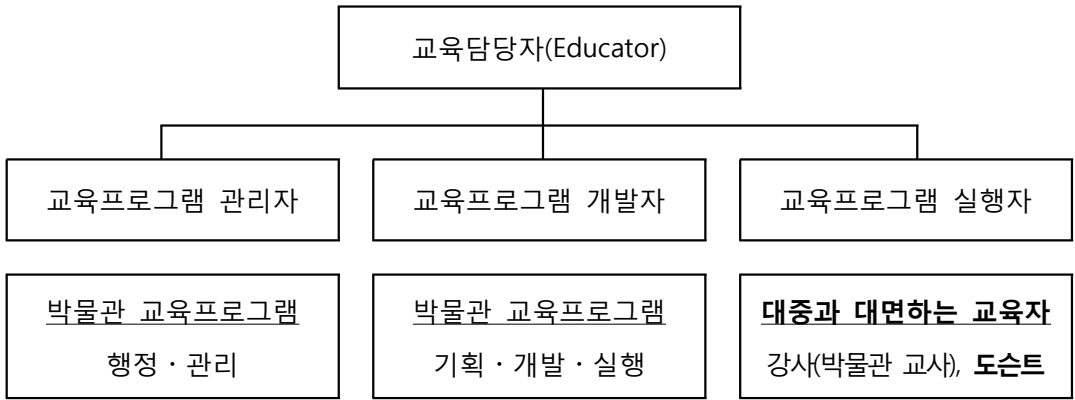 교육담당자(Educator)
교육프로그램 관리자
교육프로그램 개발자
교육프로그램 실행자
박물관 교육프로그램
행정 · 관리
박물관 교육프로그램
기획 · 개발 · 실행
대중과 대면하는 교육자
강사(박물관 교사), 도슨트